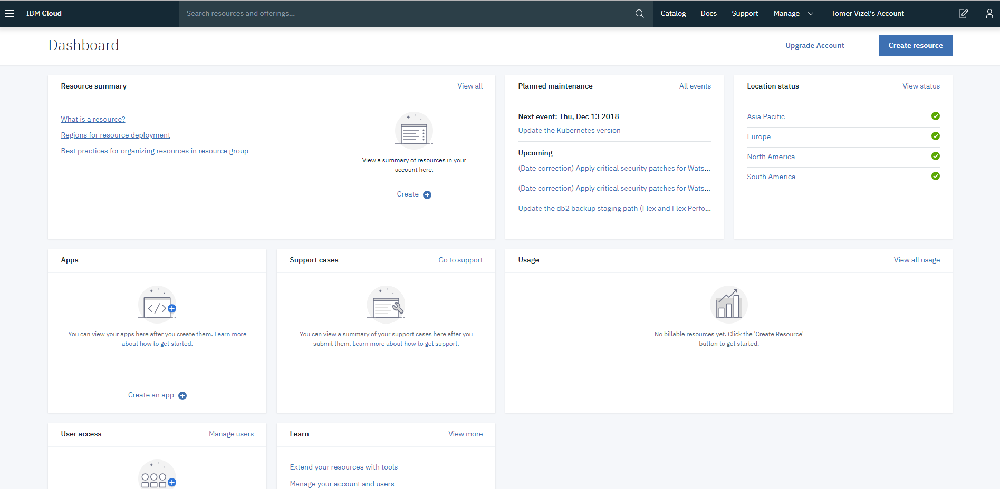 IBM Cloud
Search resources and offerings...
Catalog
Docs
Support
Manage
Tomer Vizel's Account
Dashboard
Upgrade Account
Create resource
Resource summary
View all
What is a resource?
Regions for resource deployment
Best practices for organizing resources in resource group
View a summary of resources in your
account here.
Create
Planned maintenance
All events
Next event: Thu, Dec 13 2018
Update the Kubernetes version
Upcoming
(Date correction) Apply critical security patches for Wats...
(Date correction) Apply critical security patches for Wats...
Update the db2 backup staging path (Flex and Flex Perfo...
Location status
View status
Asia Pacific
Europe
North America
South America
Apps
You can view your apps here after you create them. Learn more
about how to get started.
Create an app
Support cases
Go to support
You can view a summary of your support cases here after you
submit them. Learn more about how to get support.
Usage
View all usage
No billable resources yet. Click the 'Create Resource'
button to get started.
User access
Manage users
Learn
View more
Extend your resources with tools
Manage your account and users